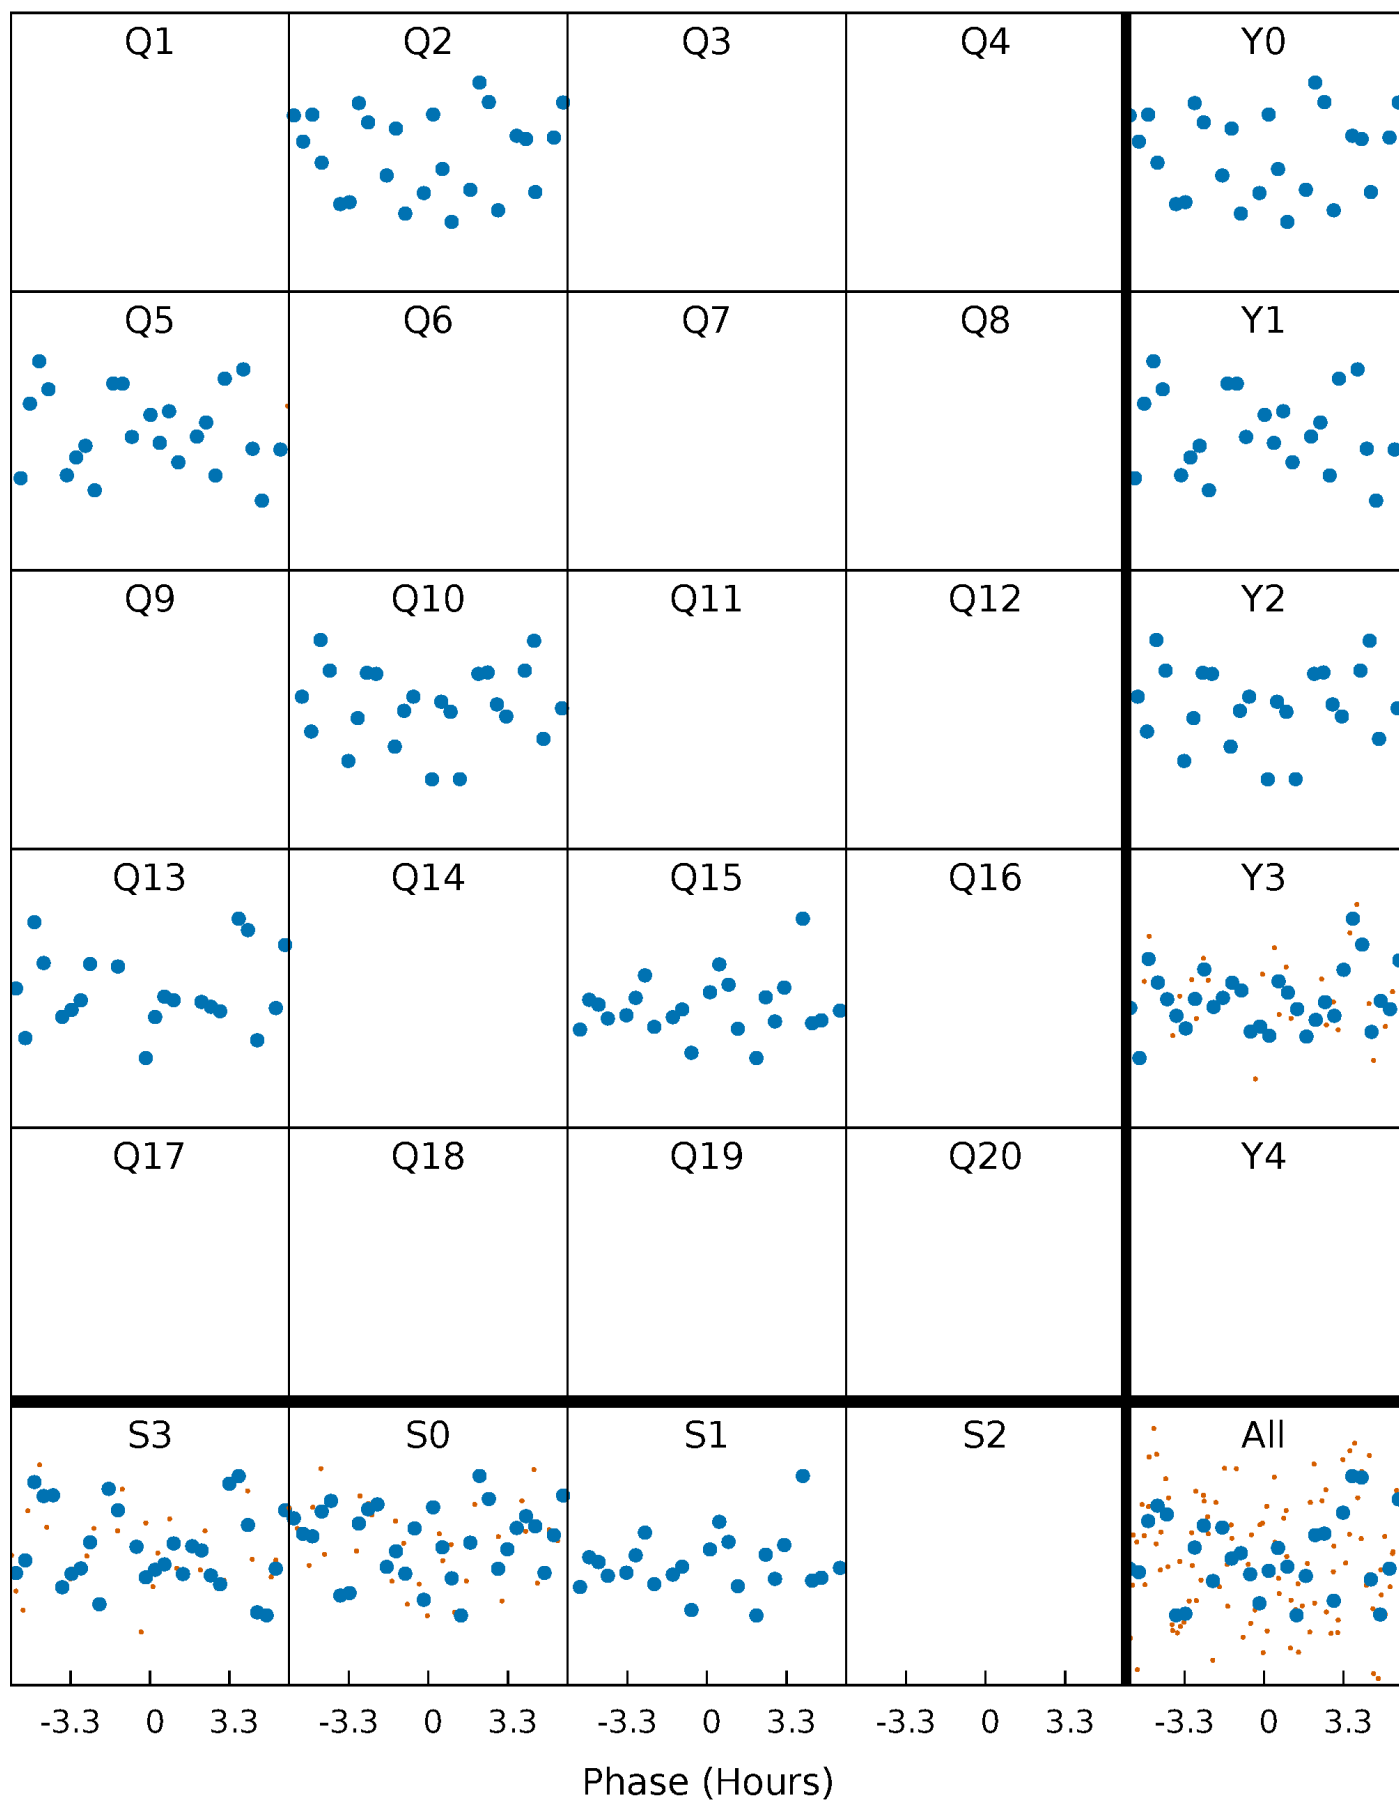 Q1 Q2 Q3 Q4 Y0
Q5 Q6 Q7 Q8 Y1
Q9 Q10 Q11 Q12 Y2
Q13 Q14 Q15 Q16 Y3
Q17 Q18 Q19 Q20 Y4
S3 S0 S1 S2 All
-3.3 0 3.3 -3.3 0 3.3 -3.3 0 3.3 -3.3 0 3.3 -3.3 0 3.3
Phase (Hours)